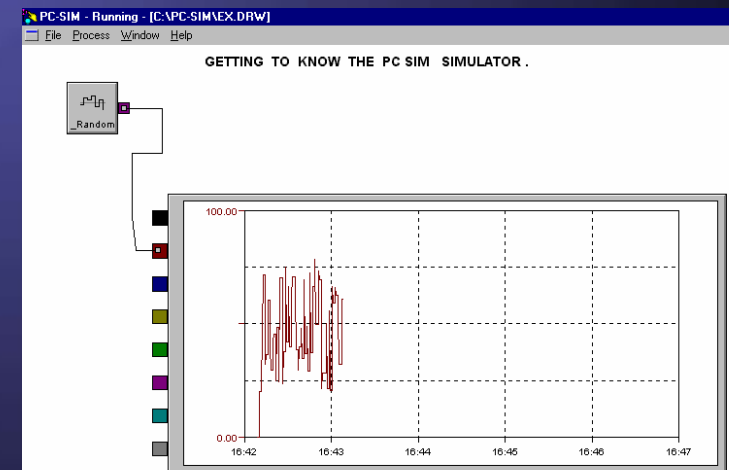 PC-SIM - Running - [C:\PC-SIM\EX.DRW]
File Process Window Help
GETTING TO KNOW THE PC SIM SIMULATOR .
_Random
100.00
0.00
16:42 16:43 16:44 16:45 16:46 16:47